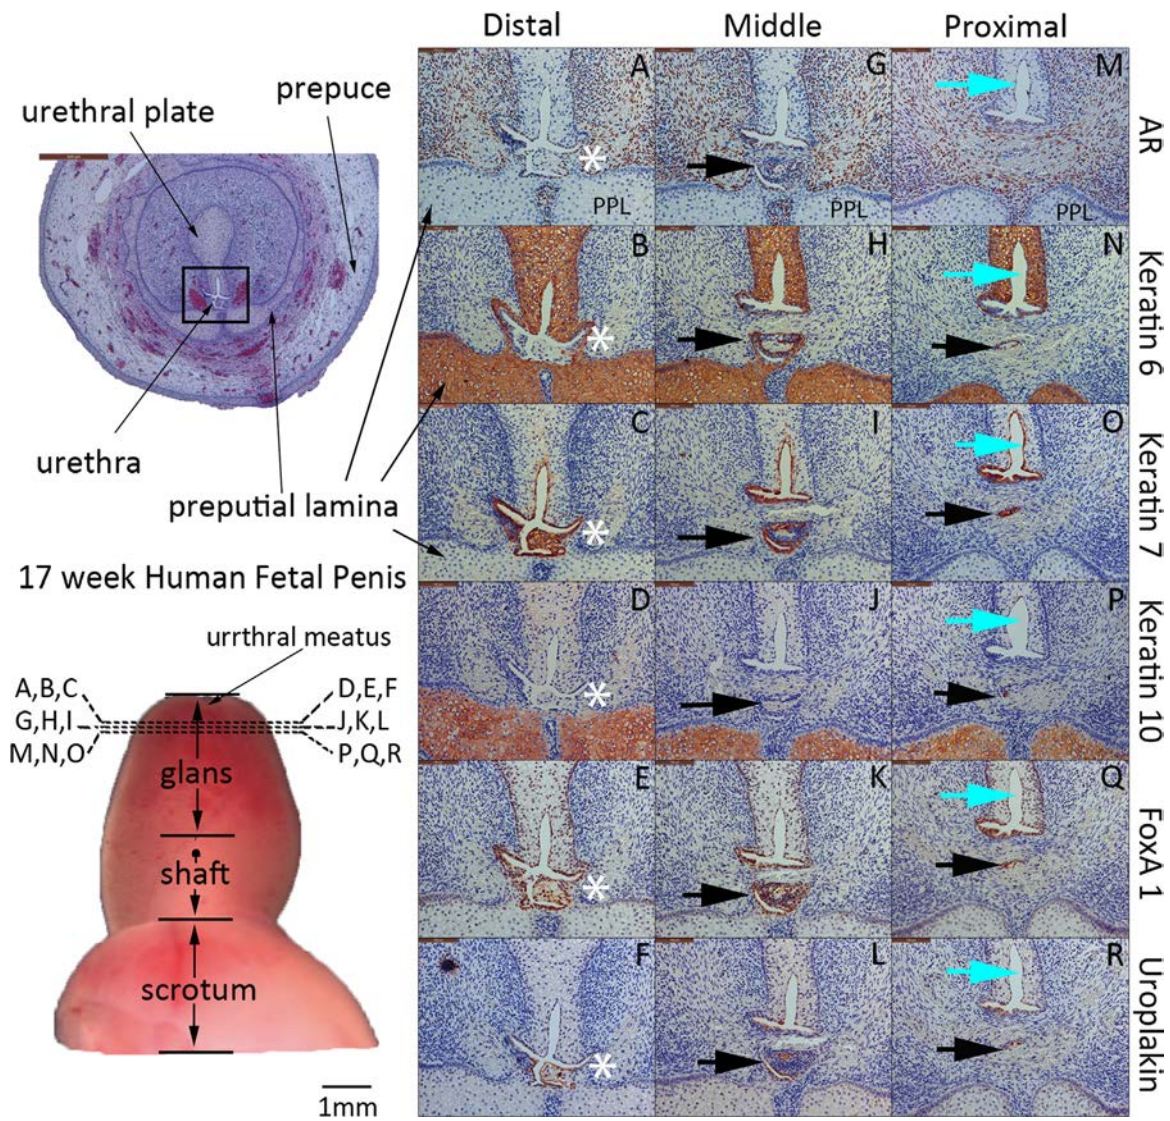 Distal
Middle
Proximal
urethral plate
prepuce
urethra
preputial lamina
17 week Human Fetal Penis
urrthral meatus
A,B,C
D,E,F
G,H,I
J,K,L
M,N,O
P,Q,R
glans
shaft
scrotum
1mm
A
PPL
G
PPL
M
PPL
AR
B
H
N
Keratin 6
C
I
O
Keratin 7
D
J
P
Keratin 10
E
K
Q
FoxA 1
F
L
R
Uroplakin